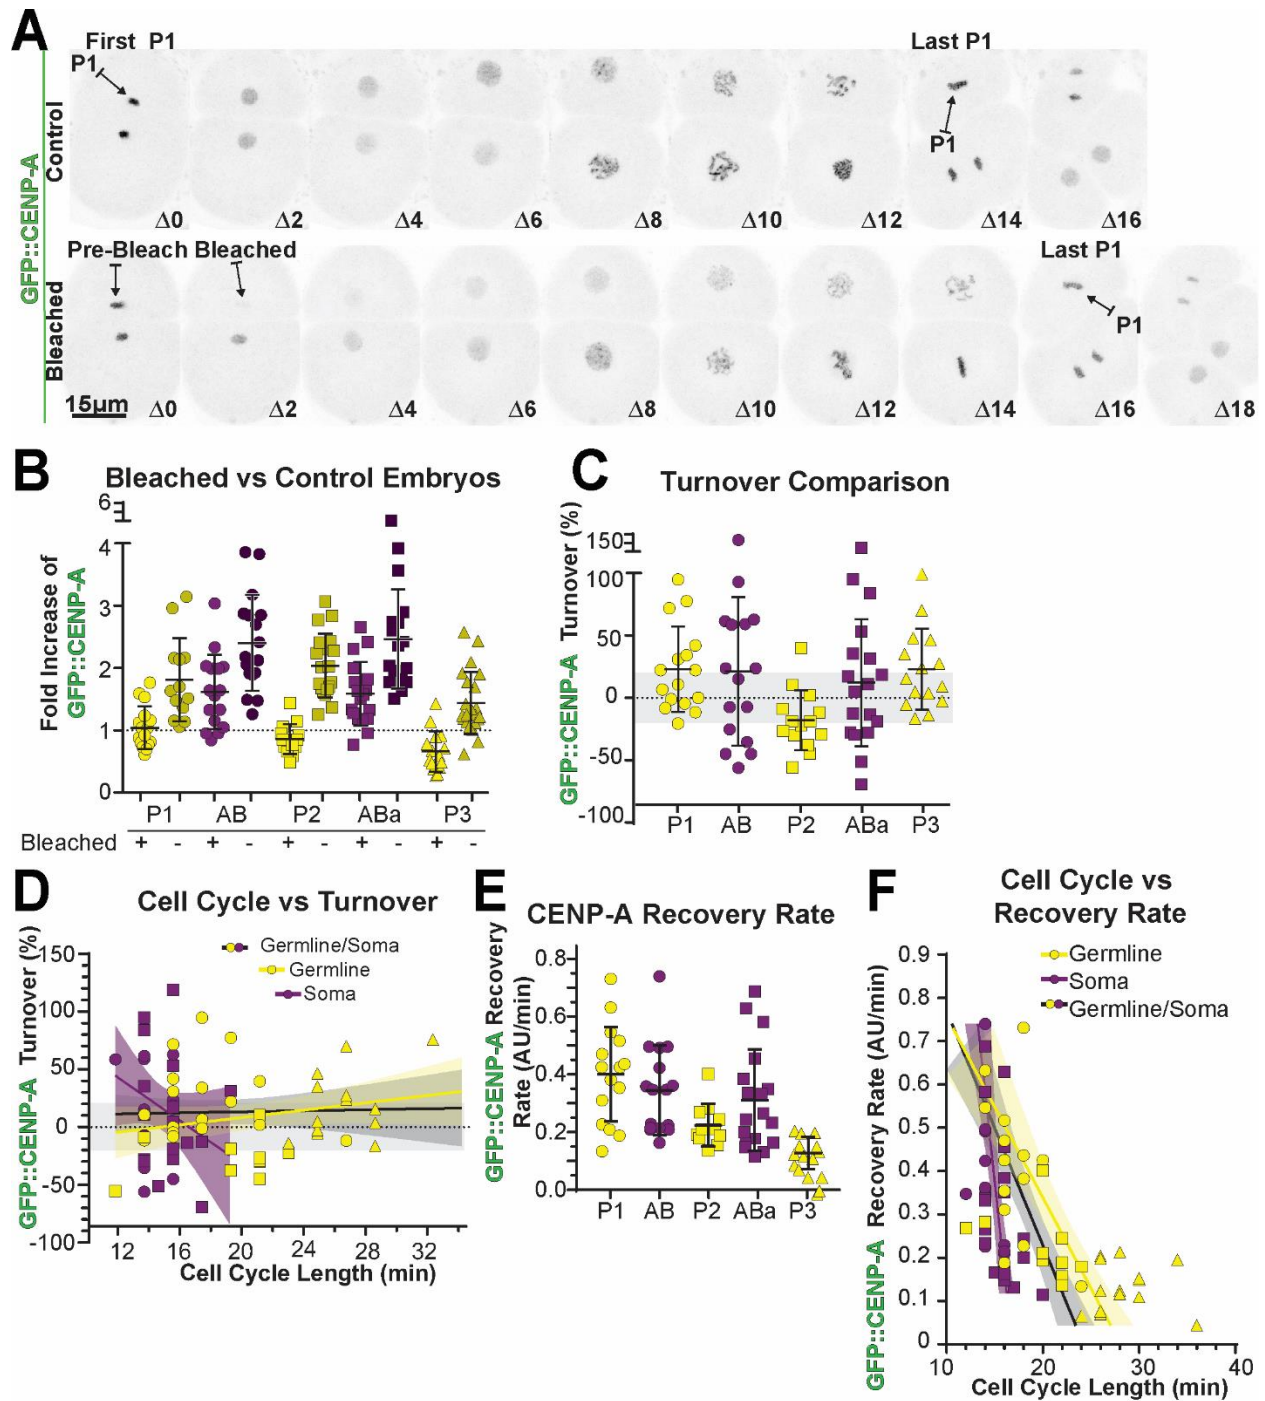 A
First P1
P1
Last P1
P1
Control
GFP::CENP-A
Δ0 Δ2 Δ4 Δ6 Δ8 Δ10 Δ12 Δ14 Δ16
Pre-Bleach Bleached
Last P1
P1
Bleached
15µm
Δ0 Δ2 Δ4 Δ6 Δ8 Δ10 Δ12 Δ14 Δ16 Δ18
B
Bleached vs Control Embryos
Fold Increase of
GFP::CENP-A
6
4
3
2
1
0
P1 AB P2 ABa P3
Bleached + - + - + - + - + -
C
Turnover Comparison
GFP::CENP-A Turnover (%)
150
100
50
0
-50
-100
P1 AB P2 ABa P3
D
Cell Cycle vs Turnover
Germline/Soma
Germline
Soma
GFP::CENP-A Turnover (%)
150
100
50
0
-50
-100
12 16 20 24 28 32
Cell Cycle Length (min)
E
CENP-A Recovery Rate
GFP::CENP-A Recovery
Rate (AU/min)
0.8
0.6
0.4
0.2
0.0
P1 AB P2 ABa P3
F
Cell Cycle vs
Recovery Rate
Germline
Soma
Germline/Soma
GFP::CENP-A Recovery Rate (AU/min)
0.9
0.8
0.7
0.6
0.5
0.4
0.3
0.2
0.1
0
10 20 30 40
Cell Cycle Length (min)